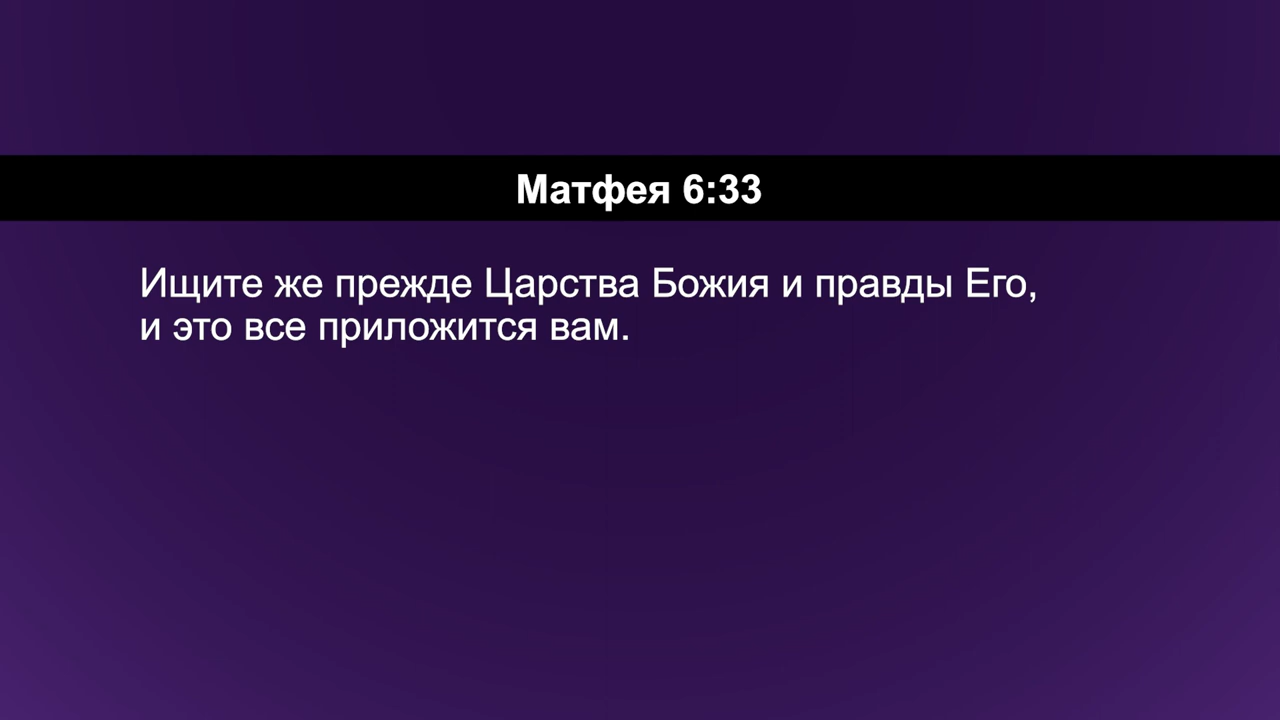 Матфея 6:33
Ищите же прежде Царства Божия и правды Его,
и это все приложится вам.